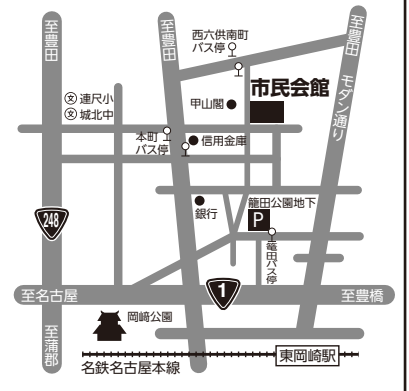 至豊田
至豊田
至豊田
西六供南町
バス停
市民会館
モダン通り
連尺小
城北中
甲山閣
本町
バス停
信用金庫
銀行
籠田公園地下
P
籠田バス停
248
1
至名古屋
至豊橋
至蒲郡
岡﨑公園
東岡崎駅
名鉄名古屋本線
文
文